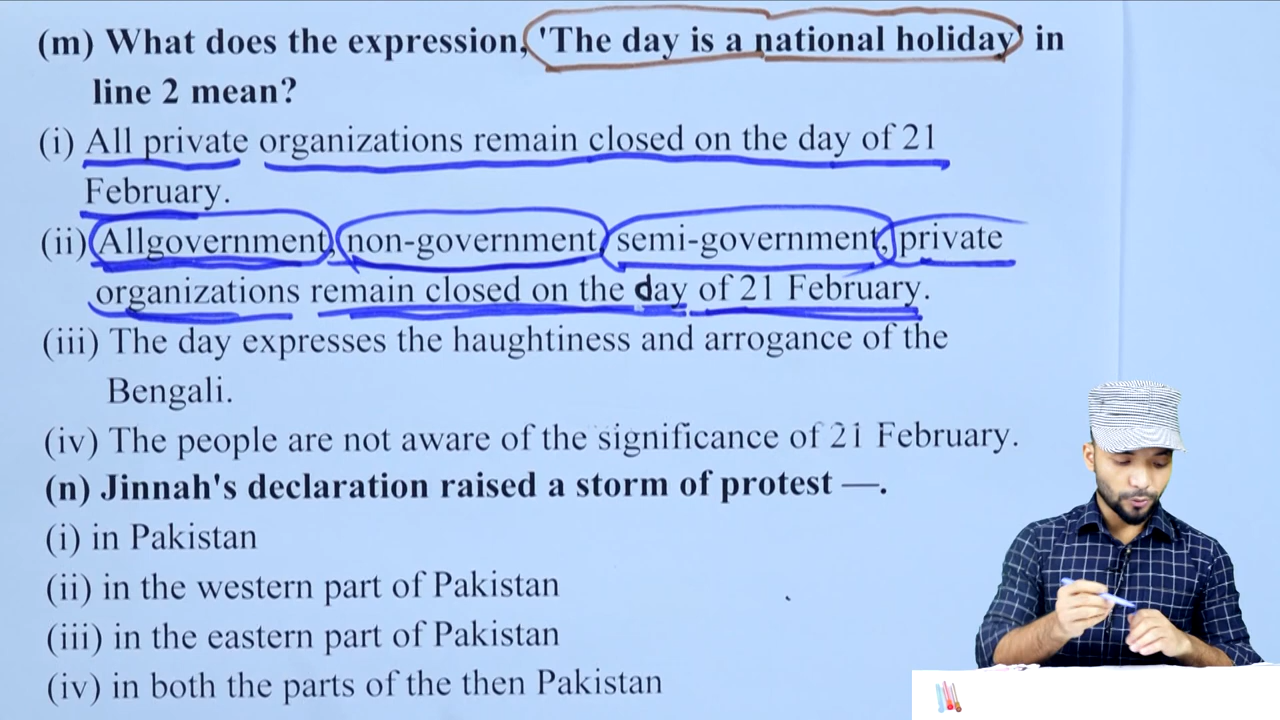 (m) What does the expression, 'The day is a national holiday' in
line 2 mean?
(i) All private organizations remain closed on the day of 21
February.
(ii) Allgovernment, non-government, semi-government, private
organizations remain closed on the day of 21 February.
(iii) The day expresses the haughtiness and arrogance of the
Bengali.
(iv) The people are not aware of the significance of 21 February.
(n) Jinnah's declaration raised a storm of protest —.
(i) in Pakistan
(ii) in the western part of Pakistan
(iii) in the eastern part of Pakistan
(iv) in both the parts of the then Pakistan